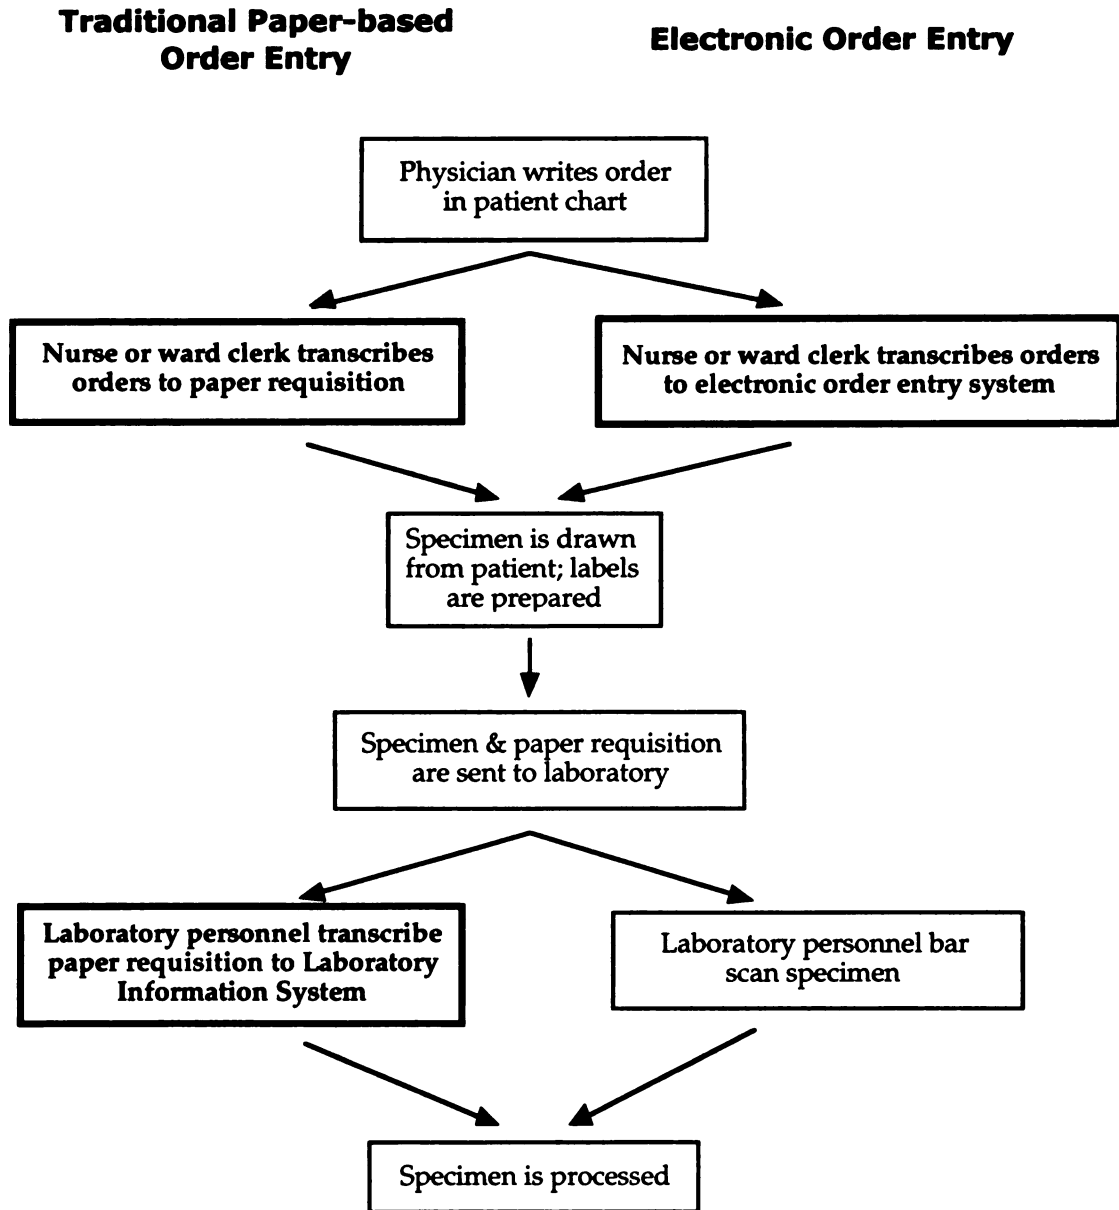 Traditional Paper-based
Order Entry
Electronic Order Entry
Physician writes order
in patient chart
Nurse or ward clerk transcribes
orders to paper requisition
Nurse or ward clerk transcribes orders
to electronic order entry system
Specimen is drawn
from patient; labels
are prepared
Specimen & paper requisition
are sent to laboratory
Laboratory personnel transcribe
paper requisition to Laboratory
Information System
Laboratory personnel bar
scan specimen
Specimen is processed